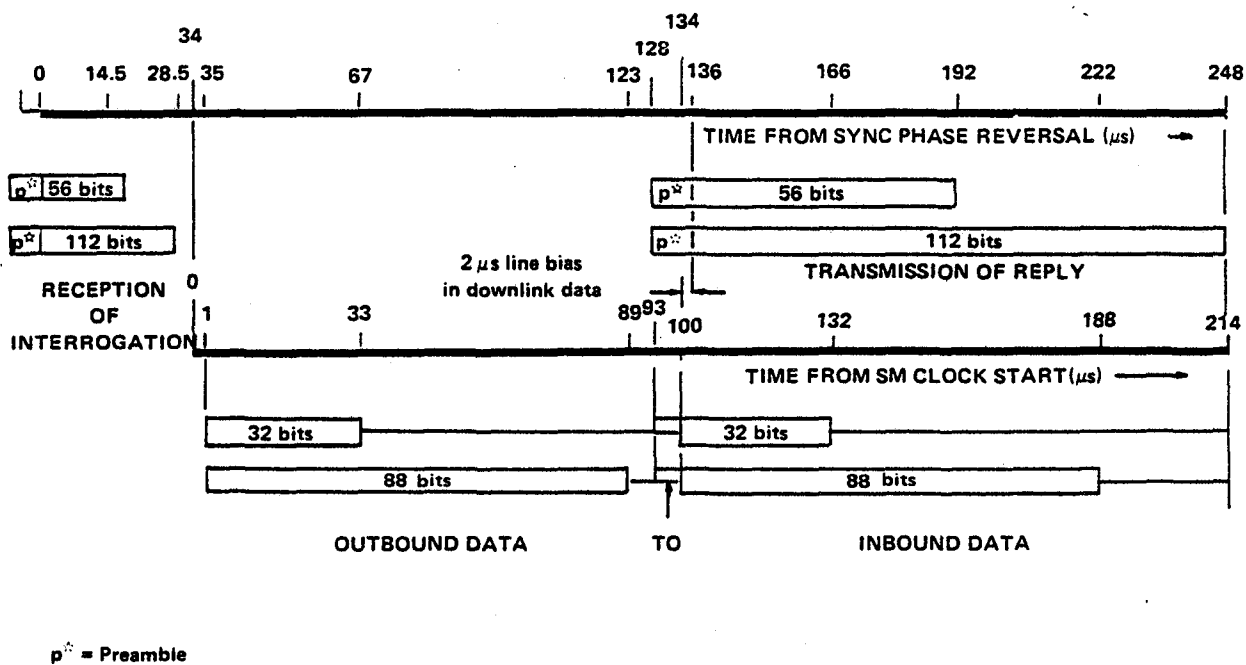 134
34 128
0 14.5 28.5 35 67 123 136 166 192 222 248
TIME FROM SYNC PHASE REVERSAL (μs)
p☆ 56 bits p☆ 56 bits
p☆ 112 bits p☆ 112 bits
2 μs line bias
in downlink data
TRANSMISSION OF REPLY
RECEPTION
OF
INTERROGATION
0
1 33 89 93 100 132 188 214
TIME FROM SM CLOCK START (μs)
32 bits 32 bits
88 bits 88 bits
OUTBOUND DATA TO INBOUND DATA
p☆ = Preamble